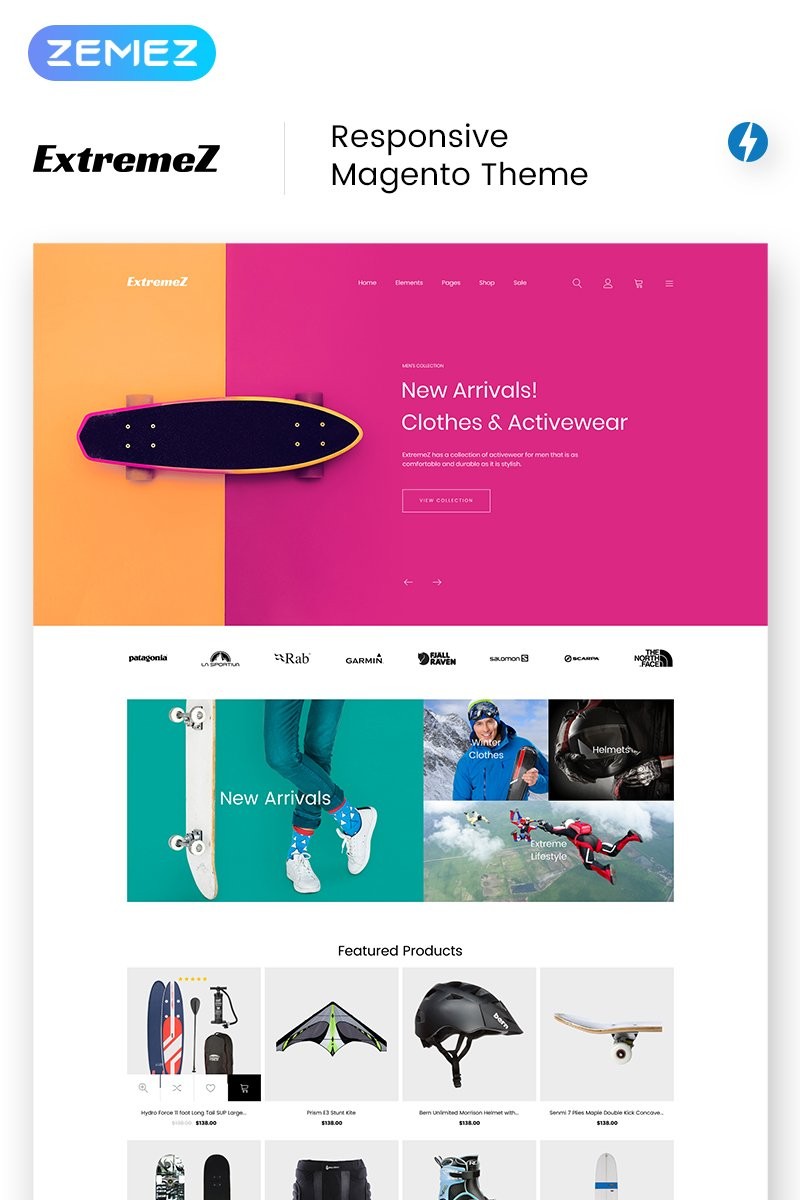 ZEMEZ
ExtremeZ
Responsive
Magento Theme
ExtremeZ
Home Elements Pages Shop Sale
MEN'S COLLECTION
New Arrivals!
Clothes & Activewear
ExtremeZ has a collection of activewear for men that is as
comfortable and durable as it is stylish.
VIEW COLLECTION
patagonia
LA SPORTIVA
Rab
GARMIN
FJALL
RAVEN
salomon S
SCARPA
THE
NORTH
FACE
New Arrivals
Winter
Clothes
Helmets
Extreme
Lifestyle
Featured Products
bern
Hydro Force 11 foot Long Tail SUP Large...
$138.00
Prism E3 Stunt Kite
$138.00
Bern Unlimited Morrison Helmet with...
$138.00
Senmi 7 Plies Maple Double Kick Concave...
$138.00